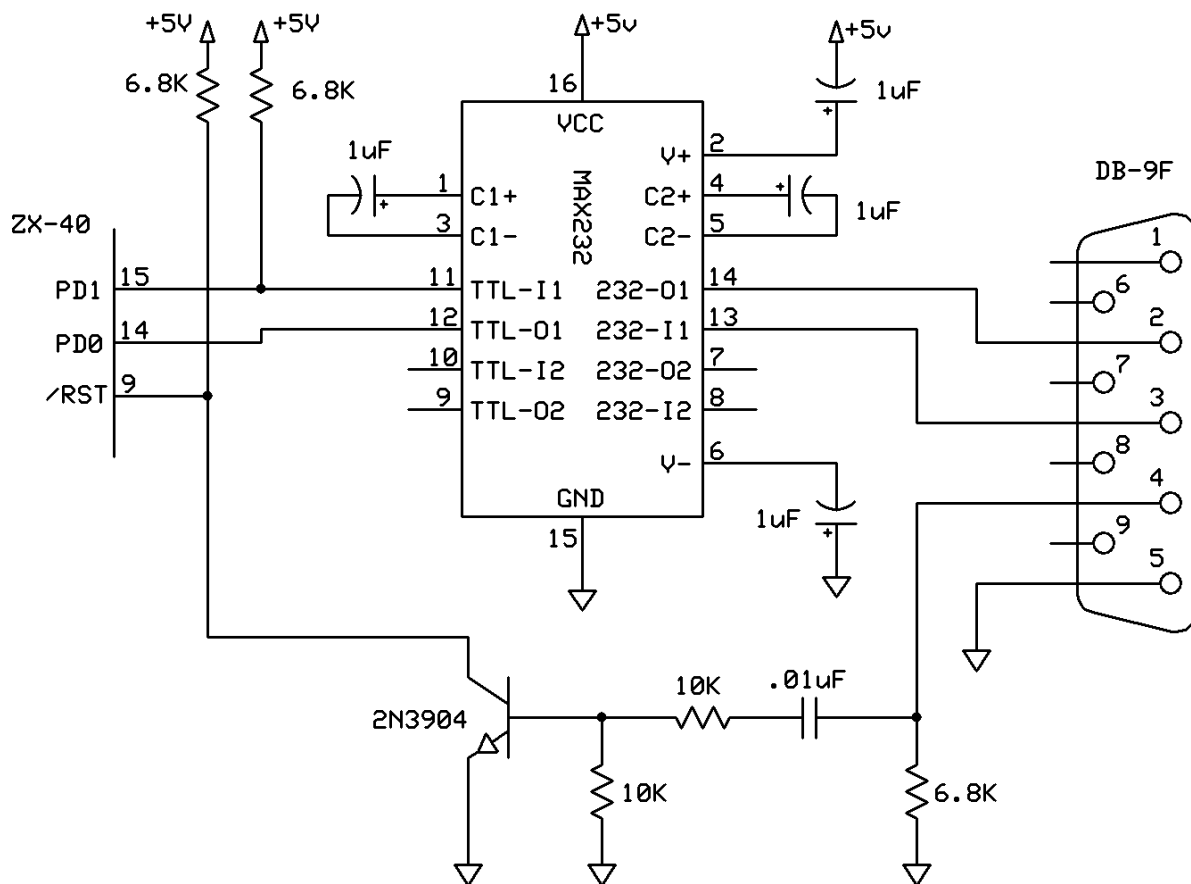 +5V
+5V
+5v
+5v
6.8K
6.8K
16
1uF
+
VCC
1uF
2
V+
DB-9F
1uF
1
C1+
+
MAX232
C2+
4
+
1uF
3
C1-
C2-
5
ZX-40
1
PD1
15
11
TTL-I1
232-O1
14
6
PD0
14
12
TTL-O1
232-I1
13
2
/RST
9
10
TTL-I2
232-O2
7
7
9
TTL-O2
232-I2
8
3
V-
6
8
GND
1uF
+
4
15
9
5
2N3904
10K
.01uF
10K
6.8K